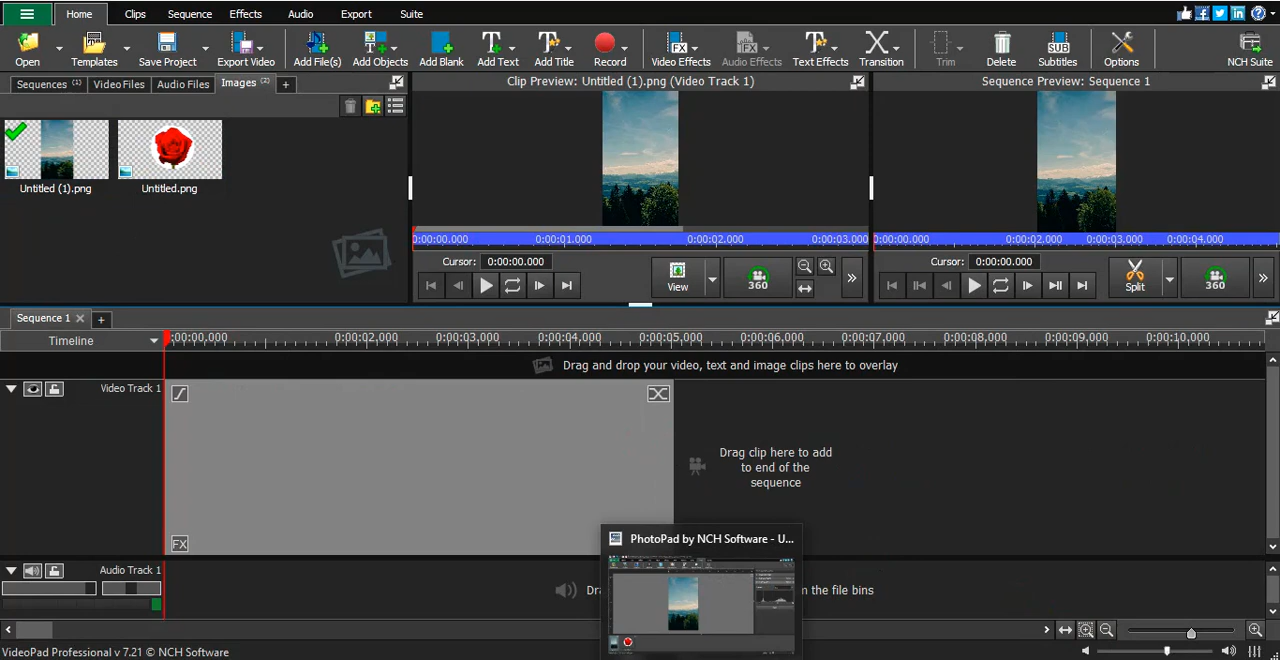 Home Clips Sequence Effects Audio Export Suite
Open Templates Save Project Export Video Add File(s) Add Objects Add Blank Add Text Add Title Record Video Effects Audio Effects Text Effects Transition Trim Delete Subtitles Options NCH Suite
FX FX SUB
Sequences (1) Video Files Audio Files Images (2) +
Clip Preview: Untitled (1).png (Video Track 1)
Sequence Preview: Sequence 1
Untitled (1).png Untitled.png
0:00:00.000 0:00:01.000 0:00:02.000 0:00:03.000
0:00:00.000 0:00:02.000 0:00:03.000 0:00:04.000
Cursor: 0:00:00.000
View 360
Cursor: 0:00:00.000
Split 360
Sequence 1 +
Timeline
:00:00,000 0:00:02.000 0:00:03.000 0:00:04.000 0:00:05.000 0:00:06.000 0:00:07.000 0:00:08.000 0:00:09.000 0:00:10.000
Drag and drop your video, text and image clips here to overlay
Video Track 1
Drag clip here to add
to end of the
sequence
FX
PhotoPad by NCH Software - U...
Audio Track 1
m the file bins
VideoPad Professional v 7.21 © NCH Software